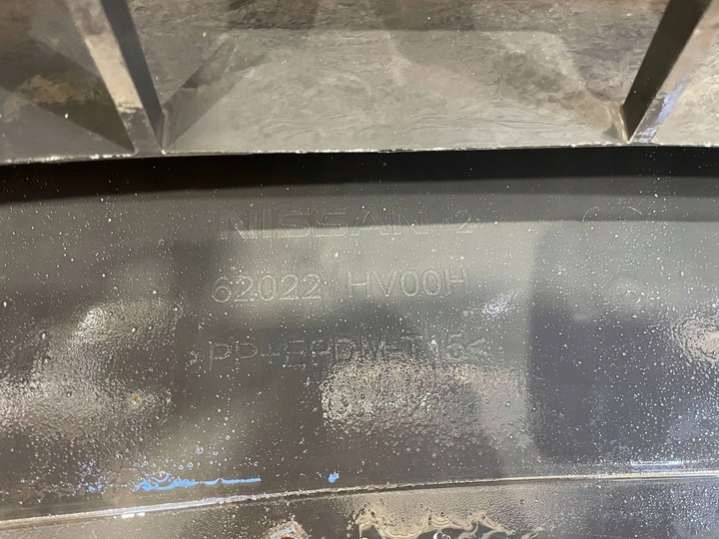 NISSAN 2
62022 HV00H
PP+EPDM-T15<